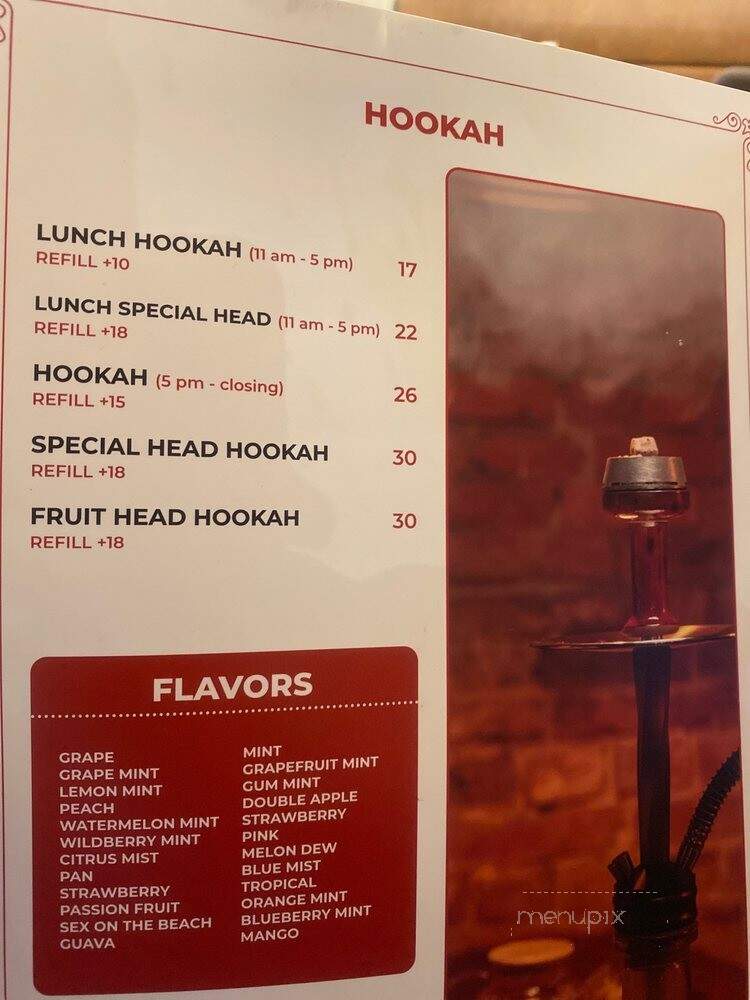 HOOKAH
LUNCH HOOKAH (11 am - 5 pm) 17
REFILL +10
LUNCH SPECIAL HEAD (11 am - 5 pm) 22
REFILL +18
HOOKAH (5 pm - closing) 26
REFILL +15
SPECIAL HEAD HOOKAH 30
REFILL +18
FRUIT HEAD HOOKAH 30
REFILL +18
FLAVORS
GRAPE
GRAPE MINT
LEMON MINT
PEACH
WATERMELON MINT
WILDBERRY MINT
CITRUS MIST
PAN
STRAWBERRY
PASSION FRUIT
SEX ON THE BEACH
GUAVA
MINT
GRAPEFRUIT MINT
GUM MINT
DOUBLE APPLE
STRAWBERRY
PINK
MELON DEW
BLUE MIST
TROPICAL
ORANGE MINT
BLUEBERRY MINT
MANGO
menupix